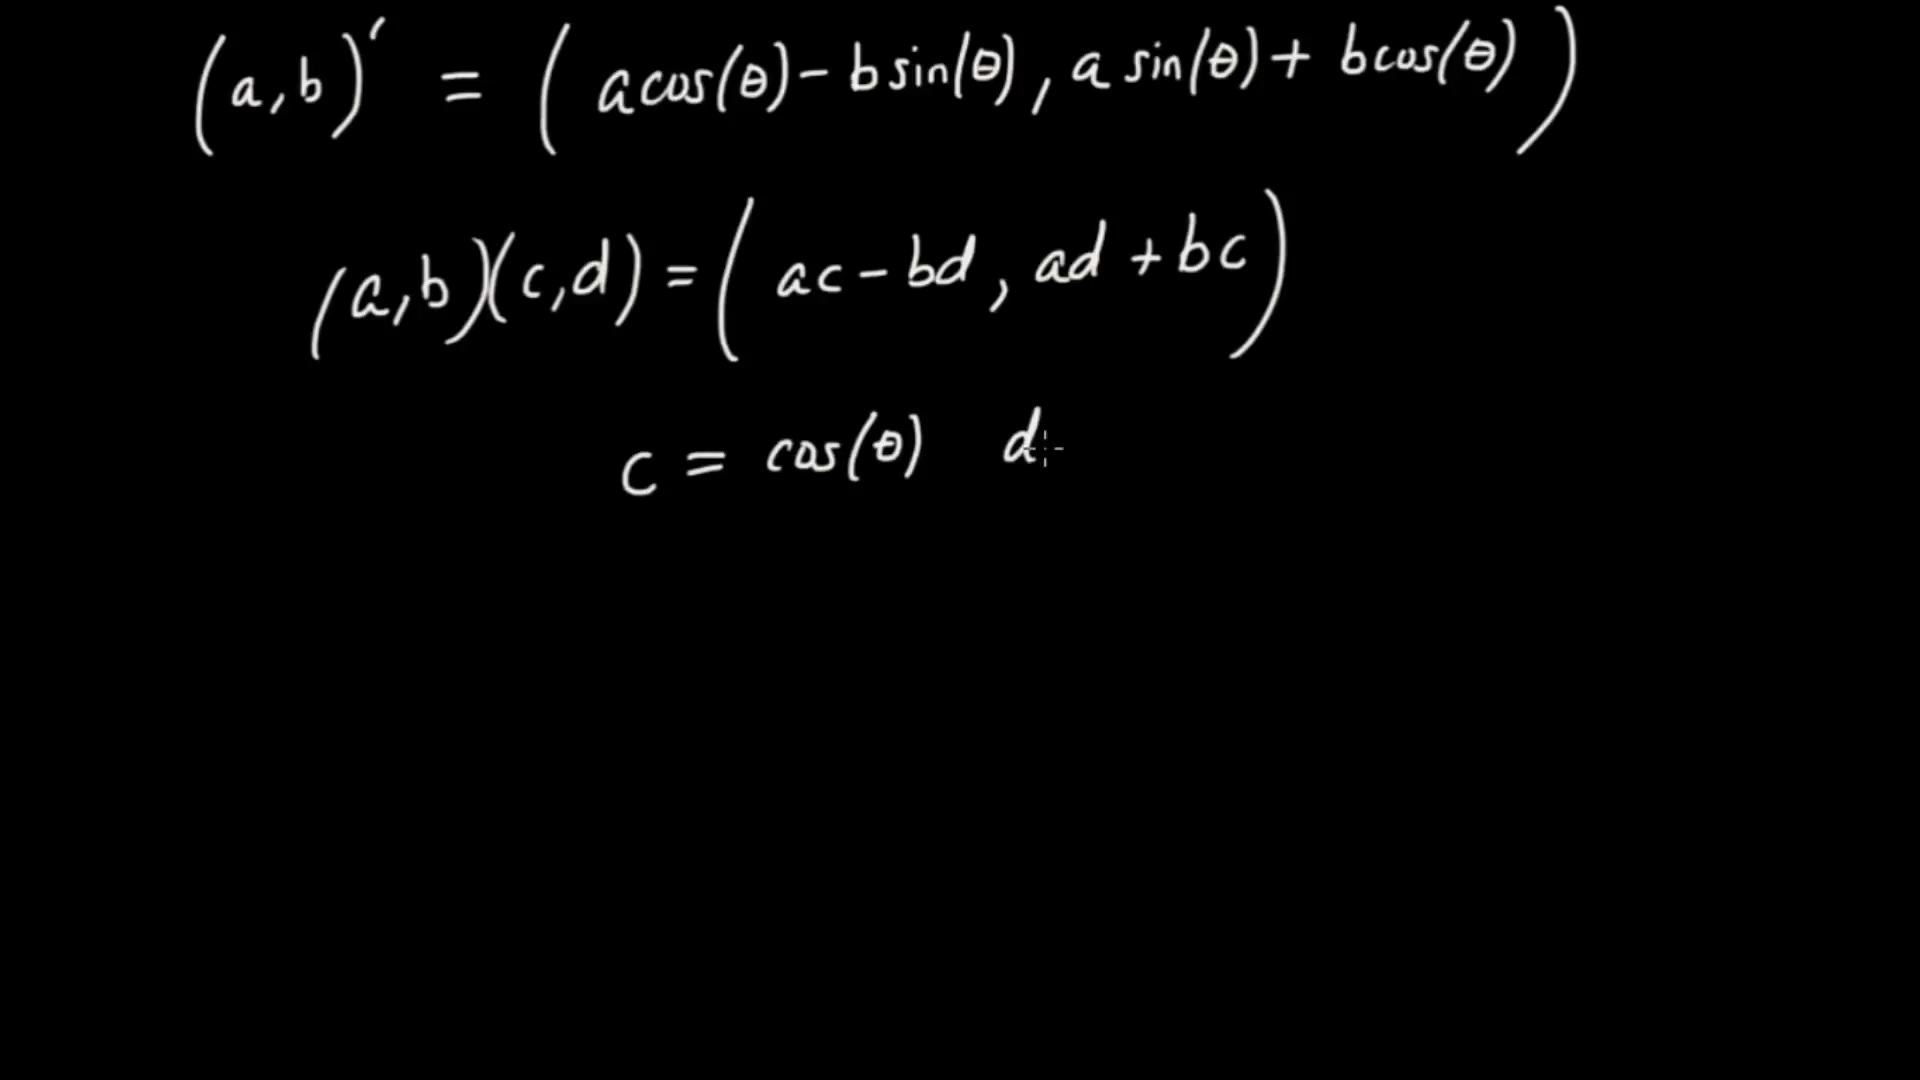 (a,b)′ = (a cos(θ) − b sin(θ), a sin(θ) + b cos(θ))
(a,b)(c,d) = (ac − bd, ad + bc)
c = cos(θ) d